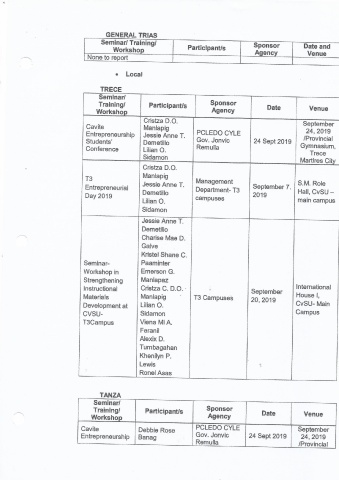 GENERAL TRIAS
Seminar/ Training/ Workshop | Participant/s | Sponsor Agency | Date and Venue
None to report
• Local
TRECE
Seminar/ Training/ Workshop | Participant/s | Sponsor Agency | Date | Venue
Cavite Entrepreneurship Students' Conference | Cristza D.O. Manlapig Jessie Anne T. Demetillo Lilian O. Sidamon | PCLEDO CYLE Gov. Jonvic Remulla | 24 Sept 2019 | September 24, 2019 /Provincial Gymnasium, Trece Martires City
T3 Entrepreneurial Day 2019 | Cristza D.O. Manlapig Jessie Anne T. Demetillo Lilian O. Sidamon | Management Department- T3 campuses | September 7, 2019 | S.M. Role Hall, CvSU – main campus
Seminar-Workshop in Strengthening Instructional Materials Development at CVSU-T3Campus | Jessie Anne T. Demetillo Charise Mae D. Galve Kristel Shane C. Paaminter Emerson G. Manlapaz Cristza C. D.O. Manlapig Lilian O. Sidamon Viena Mi A. Feranil Alexix D. Tumbagahan Khenilyn P. Lewis Ronel Asas | T3 Campuses | September 20, 2019 | International House I, CvSU- Main Campus
TANZA
Seminar/ Training/ Workshop | Participant/s | Sponsor Agency | Date | Venue
Cavite Entrepreneurship | Debbie Rose Banag | PCLEDO CYLE Gov. Jonvic Remulla | 24 Sept 2019 | September 24, 2019 /Provincial